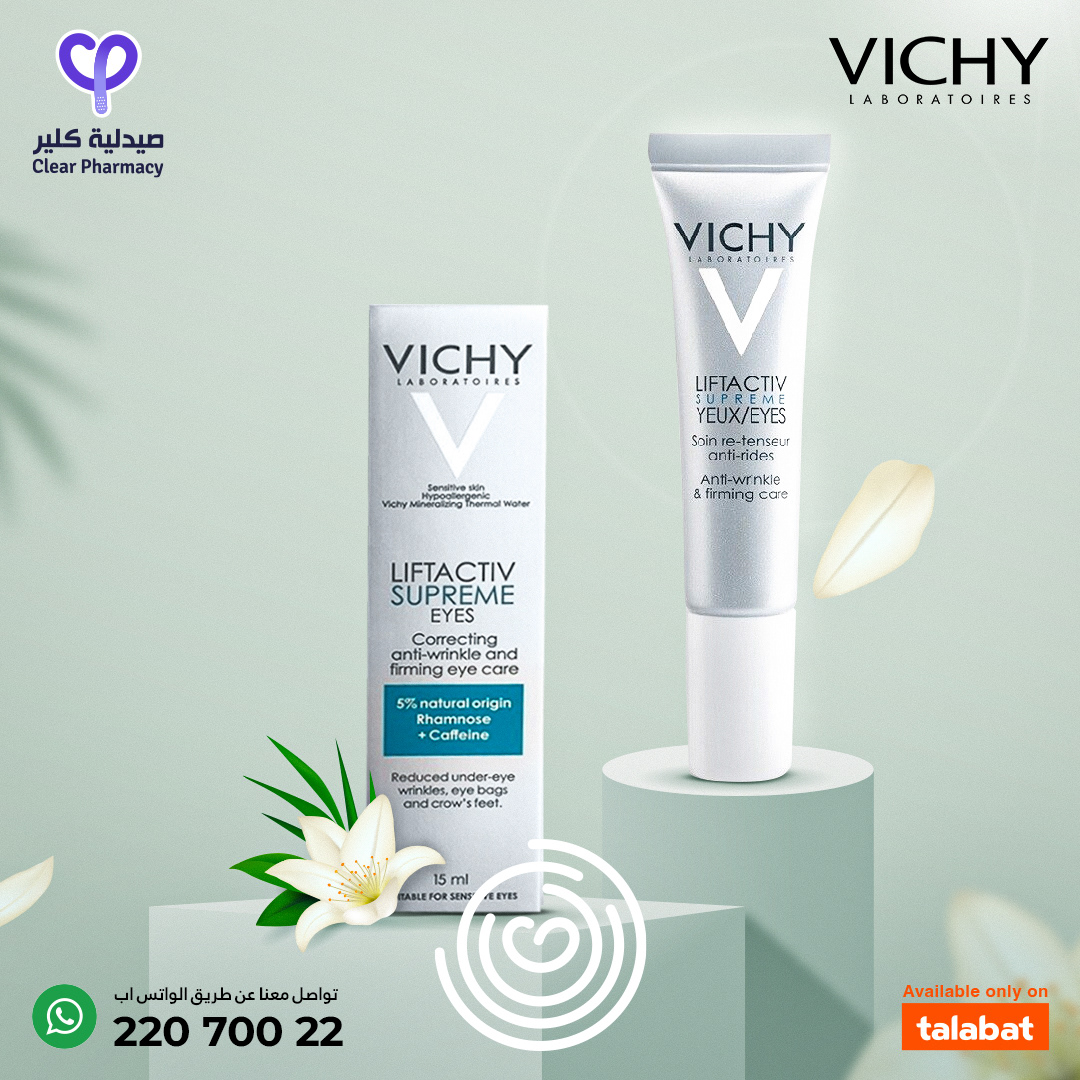 صيدلية كلير
Clear Pharmacy
VICHY
LABORATOIRES
VICHY
LABORATOIRES
LIFTACTIV
SUPREME
YEUX/EYES
Soin re-tenseur
anti-rides
Anti-wrinkle
& firming care
VICHY
LABORATOIRES
Sensitive skin
Hypoallergenic
Vichy Mineralizing Thermal Water
LIFTACTIV
SUPREME
EYES
Correcting
anti-wrinkle and
firming eye care
5% natural origin
Rhamnose
+ Caffeine
Reduced under-eye
wrinkles, eye bags
and crow's feet.
15 ml
FOR EYES
تواصل معنا عن طريق الواتس اب
220 700 22
Available only on
talabat